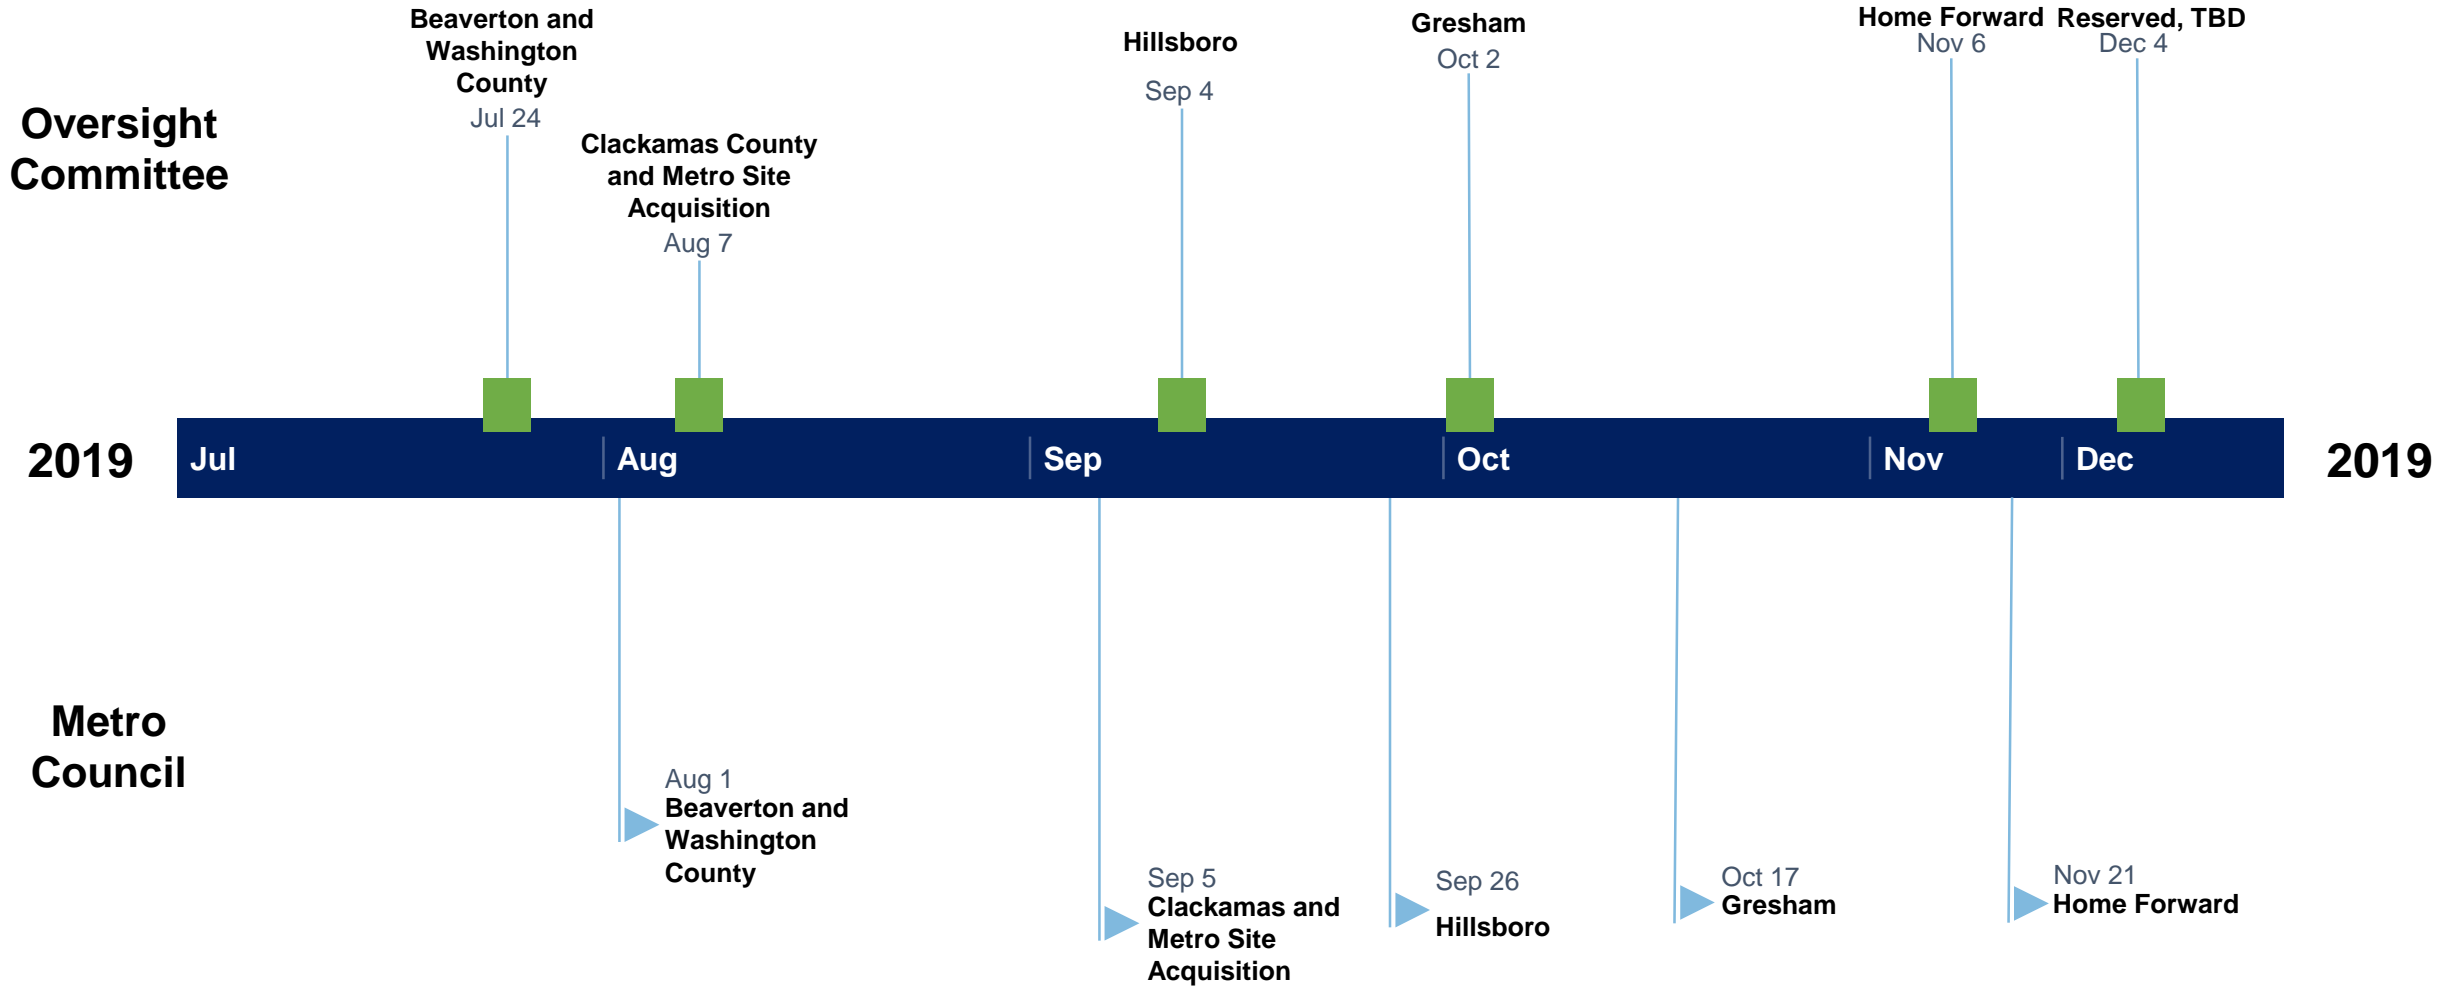 Beaverton and
Washington
County
Jul 24
Clackamas County
and Metro Site
Acquisition
Aug 7
Hillsboro
Sep 4
Gresham
Oct 2
Home Forward
Nov 6
Reserved, TBD
Dec 4
Oversight
Committee
2019
Jul
Aug
Sep
Oct
Nov
Dec
2019
Metro
Council
Aug 1
Beaverton and
Washington
County
Sep 5
Clackamas and
Metro Site
Acquisition
Sep 26
Hillsboro
Oct 17
Gresham
Nov 21
Home Forward